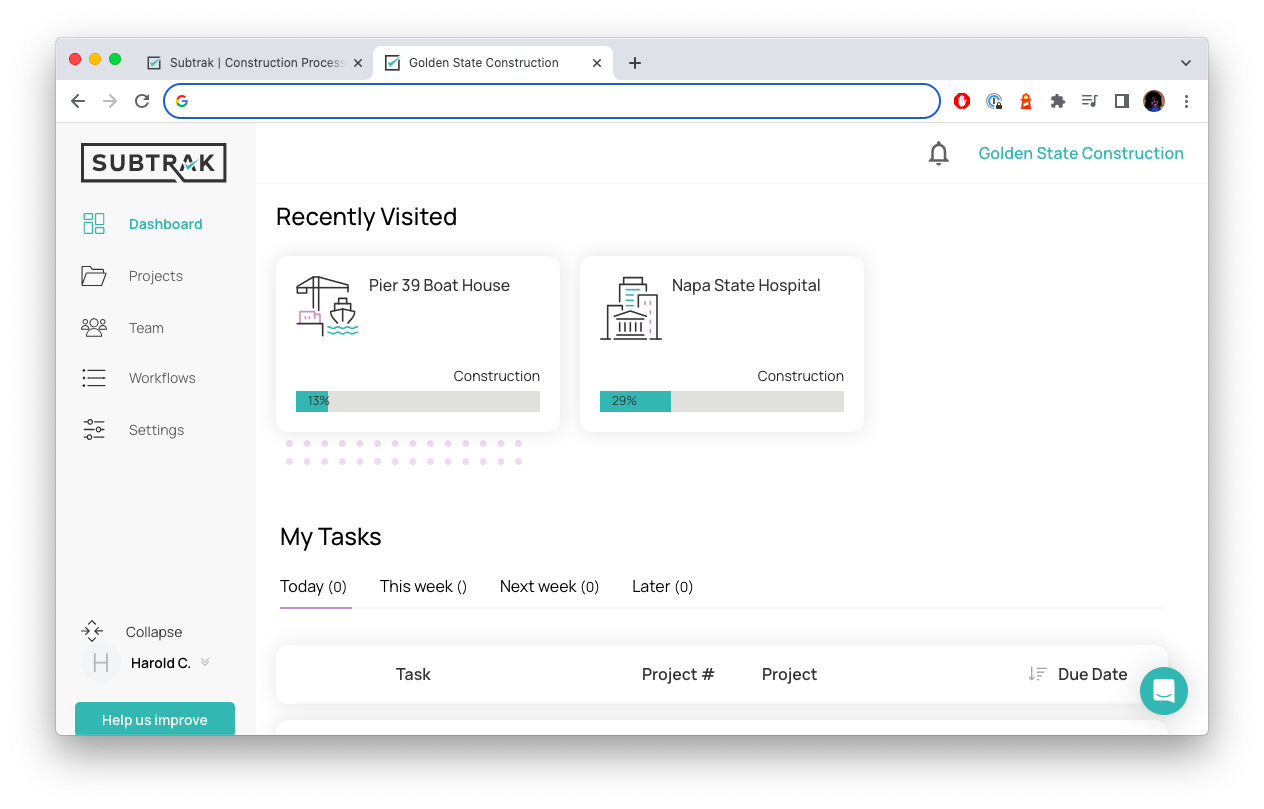 Subtrak | Construction Process
Golden State Construction
SUBTRAK
Golden State Construction
Dashboard
Projects
Team
Workflows
Settings
Collapse
H
Harold C.
Help us improve
Recently Visited
Pier 39 Boat House
Construction
13%
Napa State Hospital
Construction
29%
My Tasks
Today (0) This week () Next week (0) Later (0)
Task Project # Project Due Date